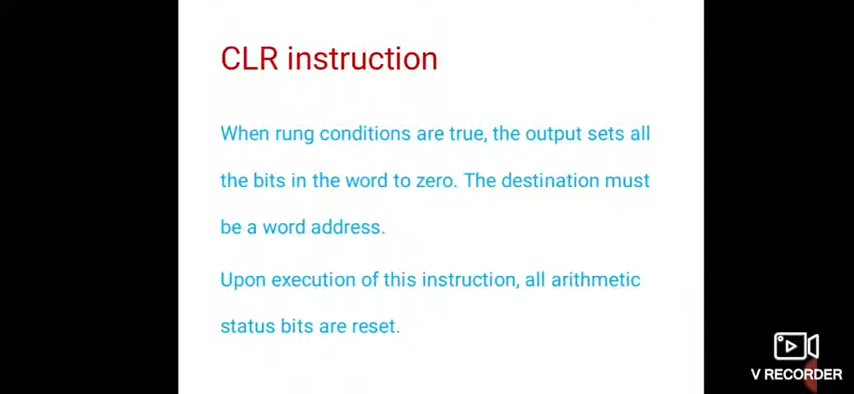 CLR instruction
When rung conditions are true, the output sets all
the bits in the word to zero. The destination must
be a word address.
Upon execution of this instruction, all arithmetic
status bits are reset.
V RECORDER